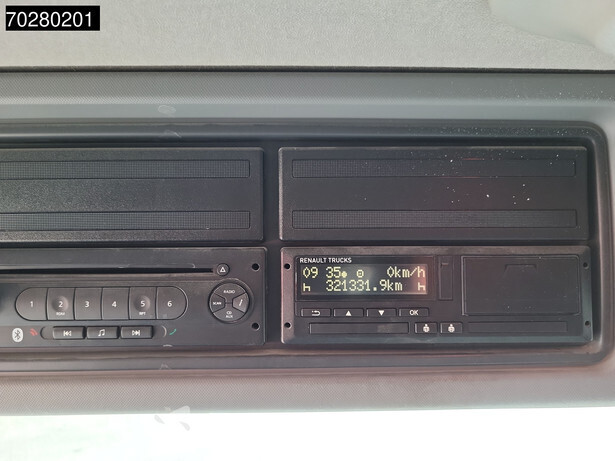 70280201
RENAULT TRUCKS
09 35 0km/h
h 321331.9km h
RADIO
1 2 3 4 5 6
OK